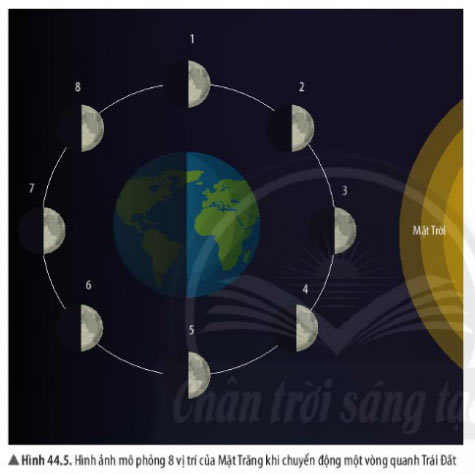 1
8
2
7
3
Mặt Trời
6
4
5
Chân trời sáng tạ
▲ Hình 44.5. Hình ảnh mô phỏng 8 vị trí của Mặt Trăng khi chuyển động một vòng quanh Trái Đất